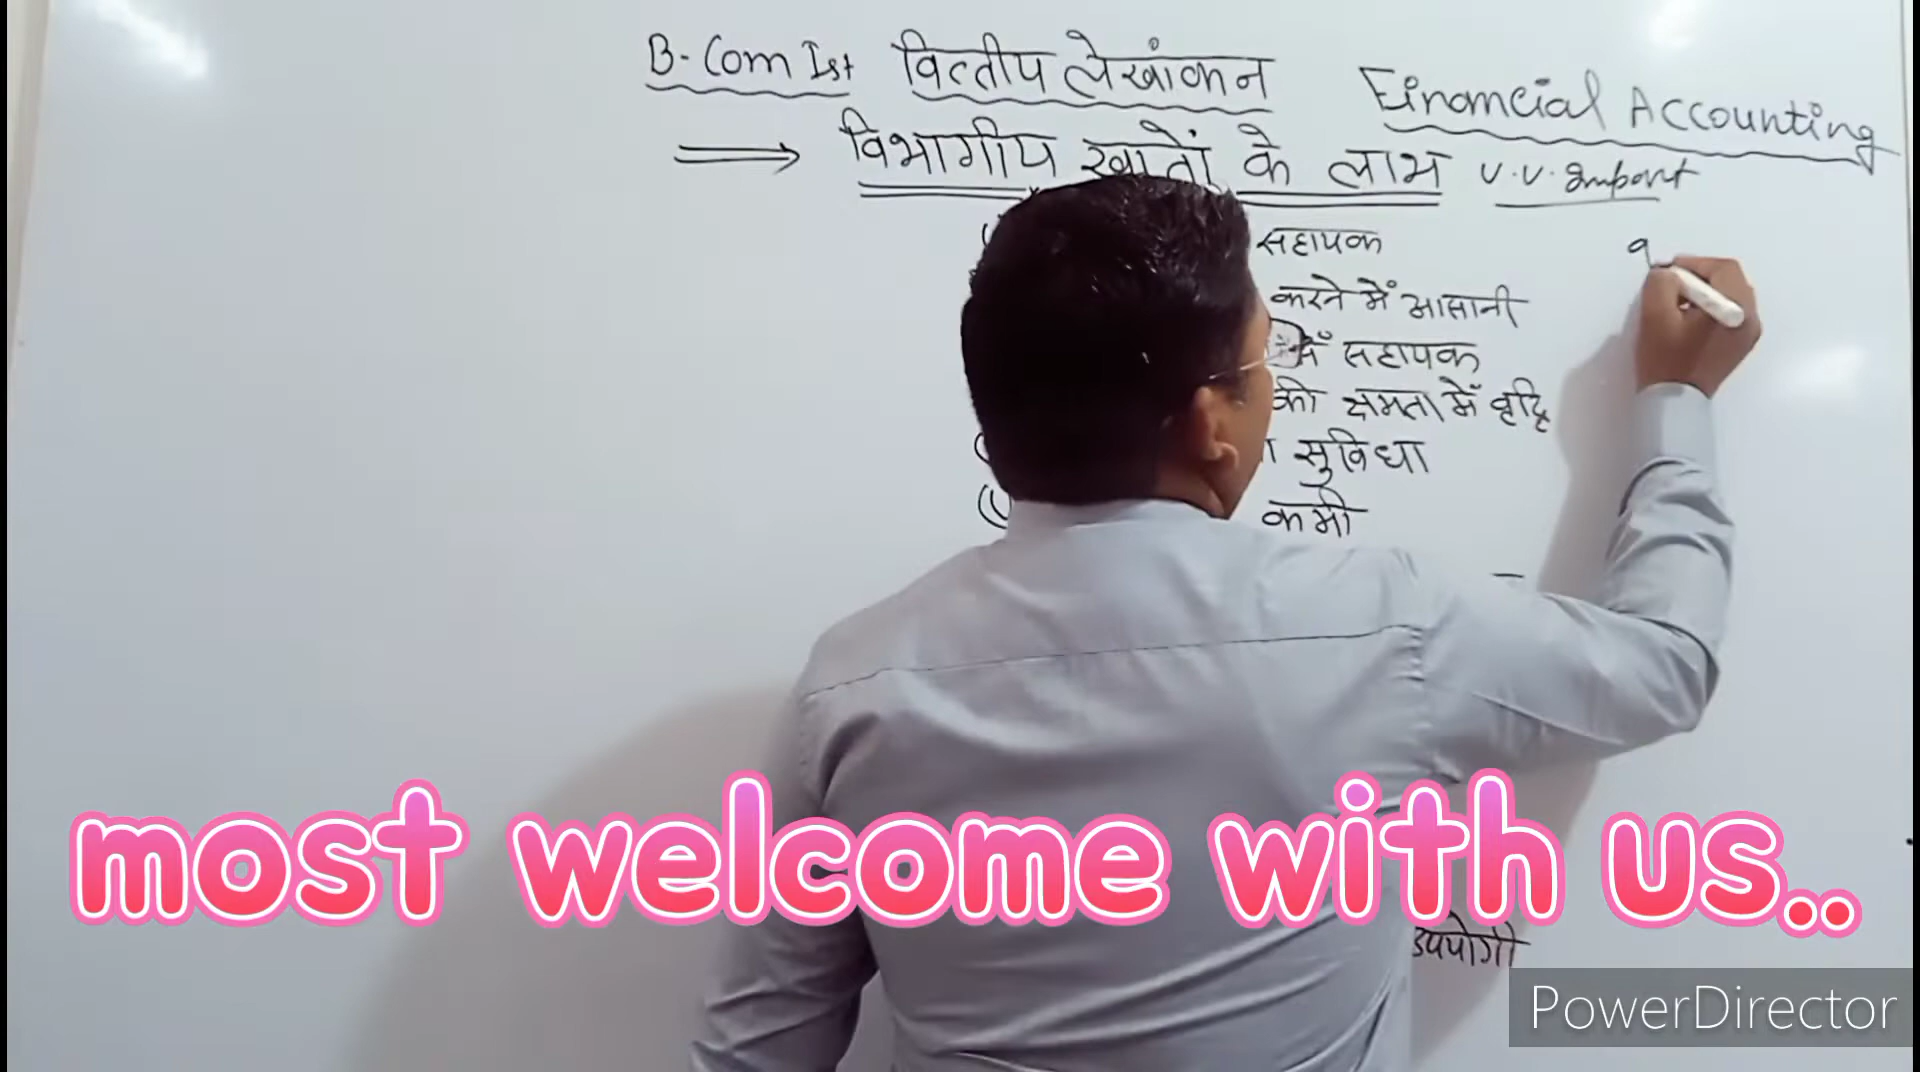 B. Com Ist वित्तीय लेखांकन Financial Accounting
⟹ विभागीय खातों के लाभ V.V. Import
सहायक
करने में आसानी
में सहायक
की क्षमता में वृद्धि
सुविधा
कमी
most welcome with us..
उपयोगी
PowerDirector